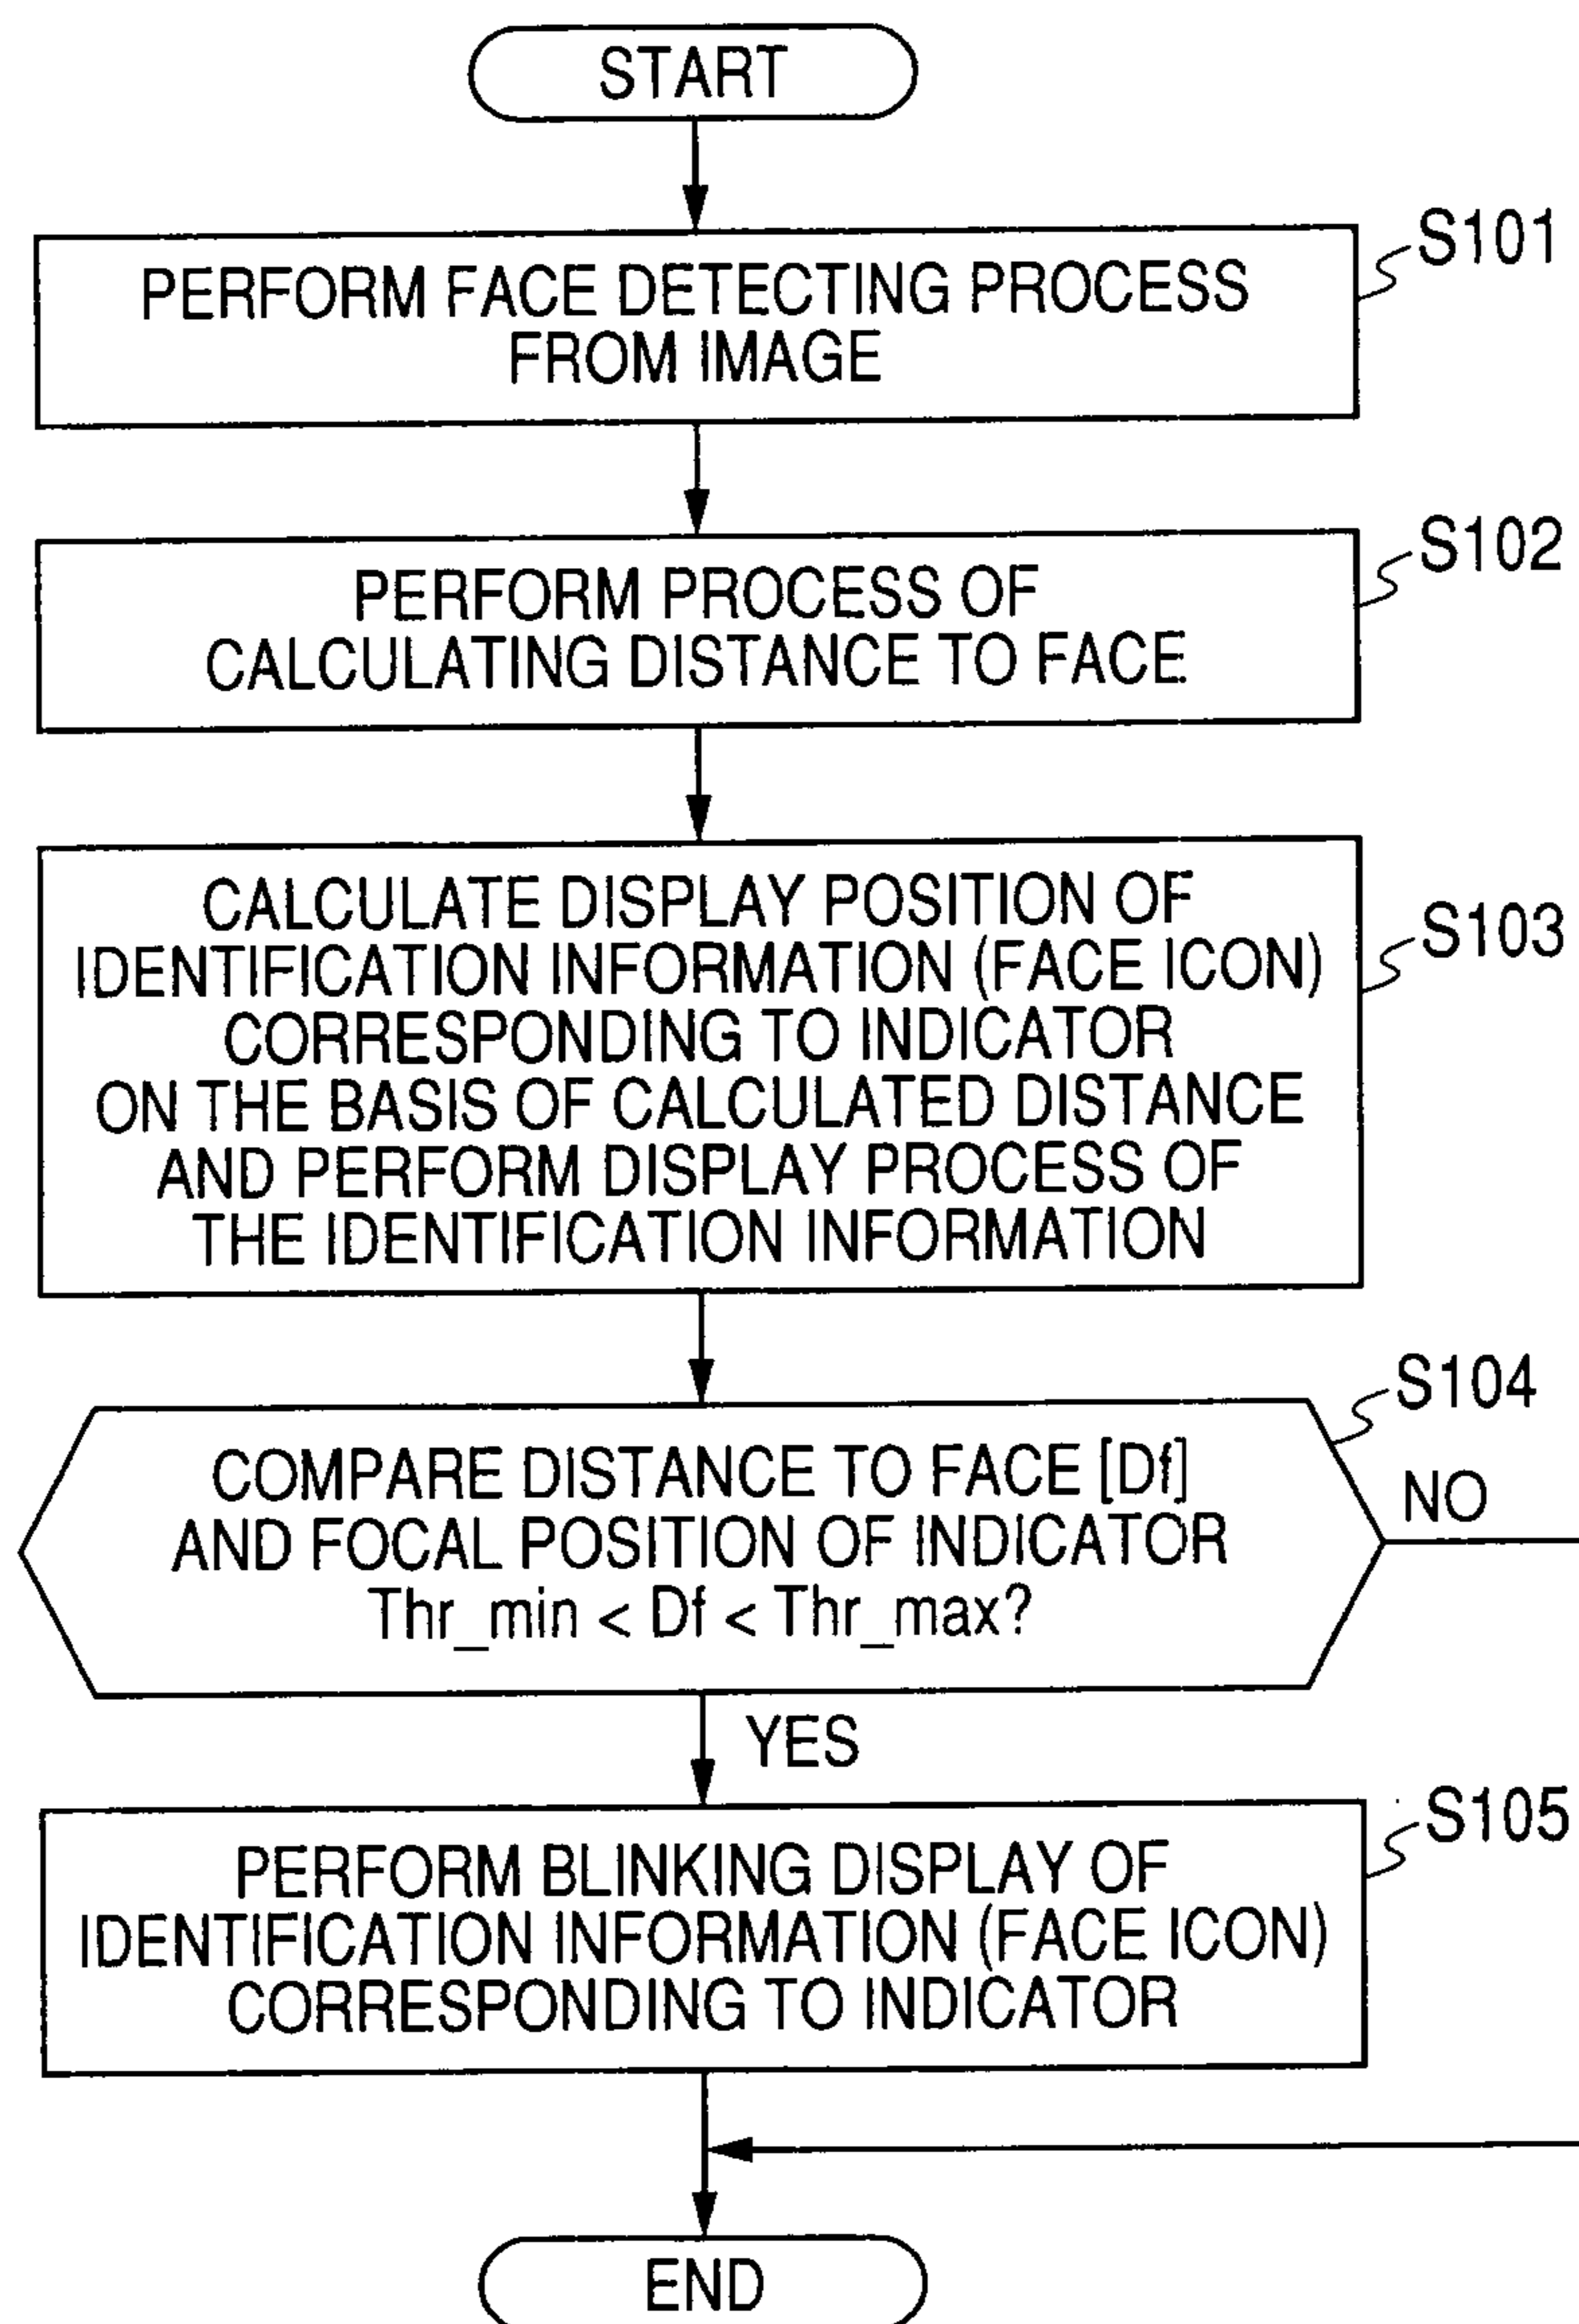 START
S101
PERFORM FACE DETECTING PROCESS
FROM IMAGE
S102
PERFORM PROCESS OF
CALCULATING DISTANCE TO FACE
S103
CALCULATE DISPLAY POSITION OF
IDENTIFICATION INFORMATION (FACE ICON)
CORRESPONDING TO INDICATOR
ON THE BASIS OF CALCULATED DISTANCE
AND PERFORM DISPLAY PROCESS OF
THE IDENTIFICATION INFORMATION
S104
COMPARE DISTANCE TO FACE [Df]
AND FOCAL POSITION OF INDICATOR
Thr_min < Df < Thr_max?
NO
YES
S105
PERFORM BLINKING DISPLAY OF
IDENTIFICATION INFORMATION (FACE ICON)
CORRESPONDING TO INDICATOR
END